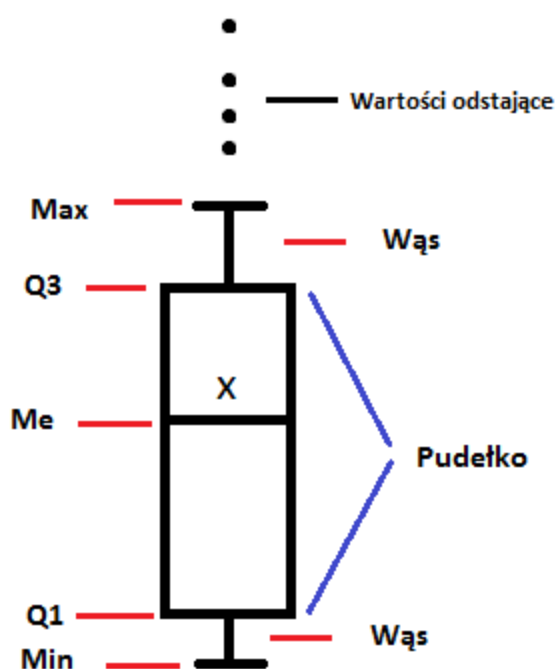 Wartości odstające
Max
Wąs
Q3
X
Me
Pudełko
Q1
Wąs
Min